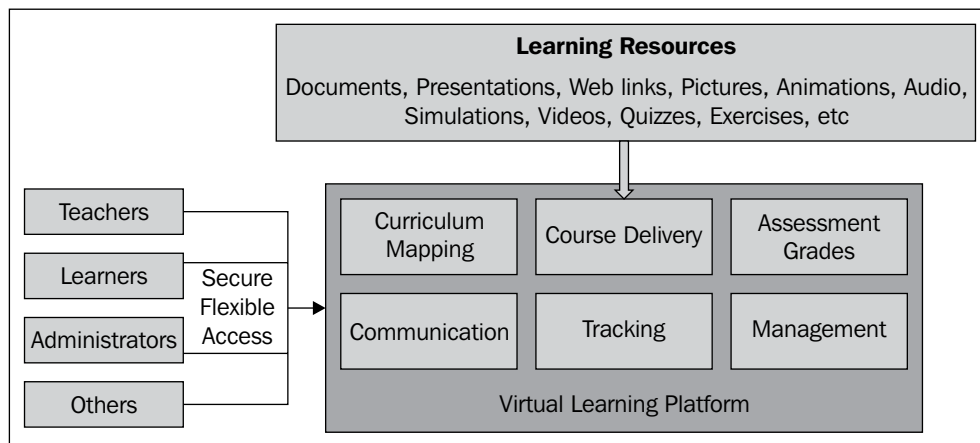 Learning Resources
Documents, Presentations, Web links, Pictures, Animations, Audio,
Simulations, Videos, Quizzes, Exercises, etc
Teachers
Learners
Administrators
Others
Secure
Flexible
Access
Curriculum
Mapping
Course Delivery
Assessment
Grades
Communication
Tracking
Management
Virtual Learning Platform